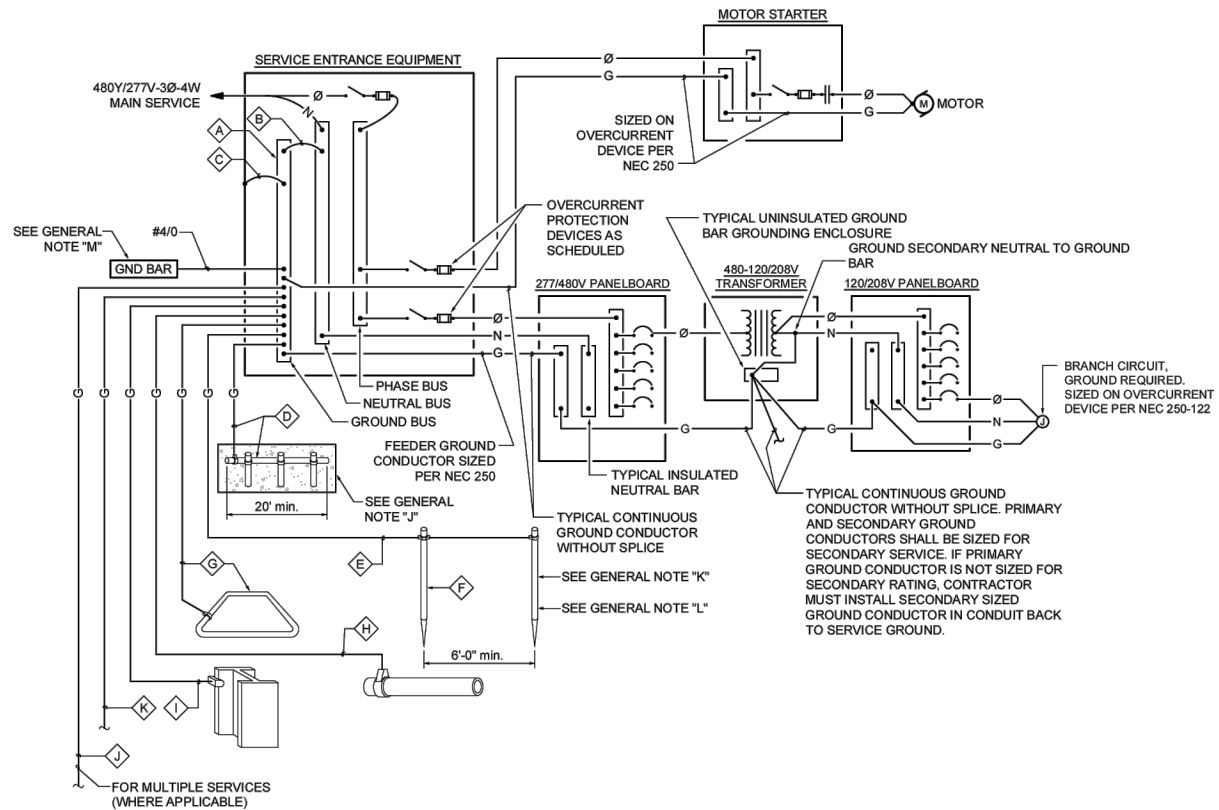 MOTOR STARTER
SERVICE ENTRANCE EQUIPMENT
480Y/277V-3Ø-4W
MAIN SERVICE
Ø
N
Ø
G
Ø
G
M
MOTOR
A
B
C
SIZED ON
OVERCURRENT
DEVICE PER
NEC 250
OVERCURRENT
PROTECTION
DEVICES AS
SCHEDULED
TYPICAL UNINSULATED GROUND
BAR GROUNDING ENCLOSURE
GROUND SECONDARY NEUTRAL TO GROUND
BAR
SEE GENERAL
NOTE "M"
#4/0
GND BAR
277/480V PANELBOARD
480-120/208V
TRANSFORMER
120/208V PANELBOARD
Ø
N
G
Ø
Ø
N
G
G
Ø
N
G
J
BRANCH CIRCUIT,
GROUND REQUIRED.
SIZED ON OVERCURRENT
DEVICE PER NEC 250-122
PHASE BUS
NEUTRAL BUS
GROUND BUS
G
G
G
G
G
G
G
D
FEEDER GROUND
CONDUCTOR SIZED
PER NEC 250
TYPICAL INSULATED
NEUTRAL BAR
20' min.
SEE GENERAL
NOTE "J"
TYPICAL CONTINUOUS
GROUND CONDUCTOR
WITHOUT SPLICE
TYPICAL CONTINUOUS GROUND
CONDUCTOR WITHOUT SPLICE. PRIMARY
AND SECONDARY GROUND
CONDUCTORS SHALL BE SIZED FOR
SECONDARY SERVICE. IF PRIMARY
GROUND CONDUCTOR IS NOT SIZED FOR
SECONDARY RATING, CONTRACTOR
MUST INSTALL SECONDARY SIZED
GROUND CONDUCTOR IN CONDUIT BACK
TO SERVICE GROUND.
G
E
F
SEE GENERAL NOTE "K"
SEE GENERAL NOTE "L"
H
6'-0" min.
K
I
J
FOR MULTIPLE SERVICES
(WHERE APPLICABLE)